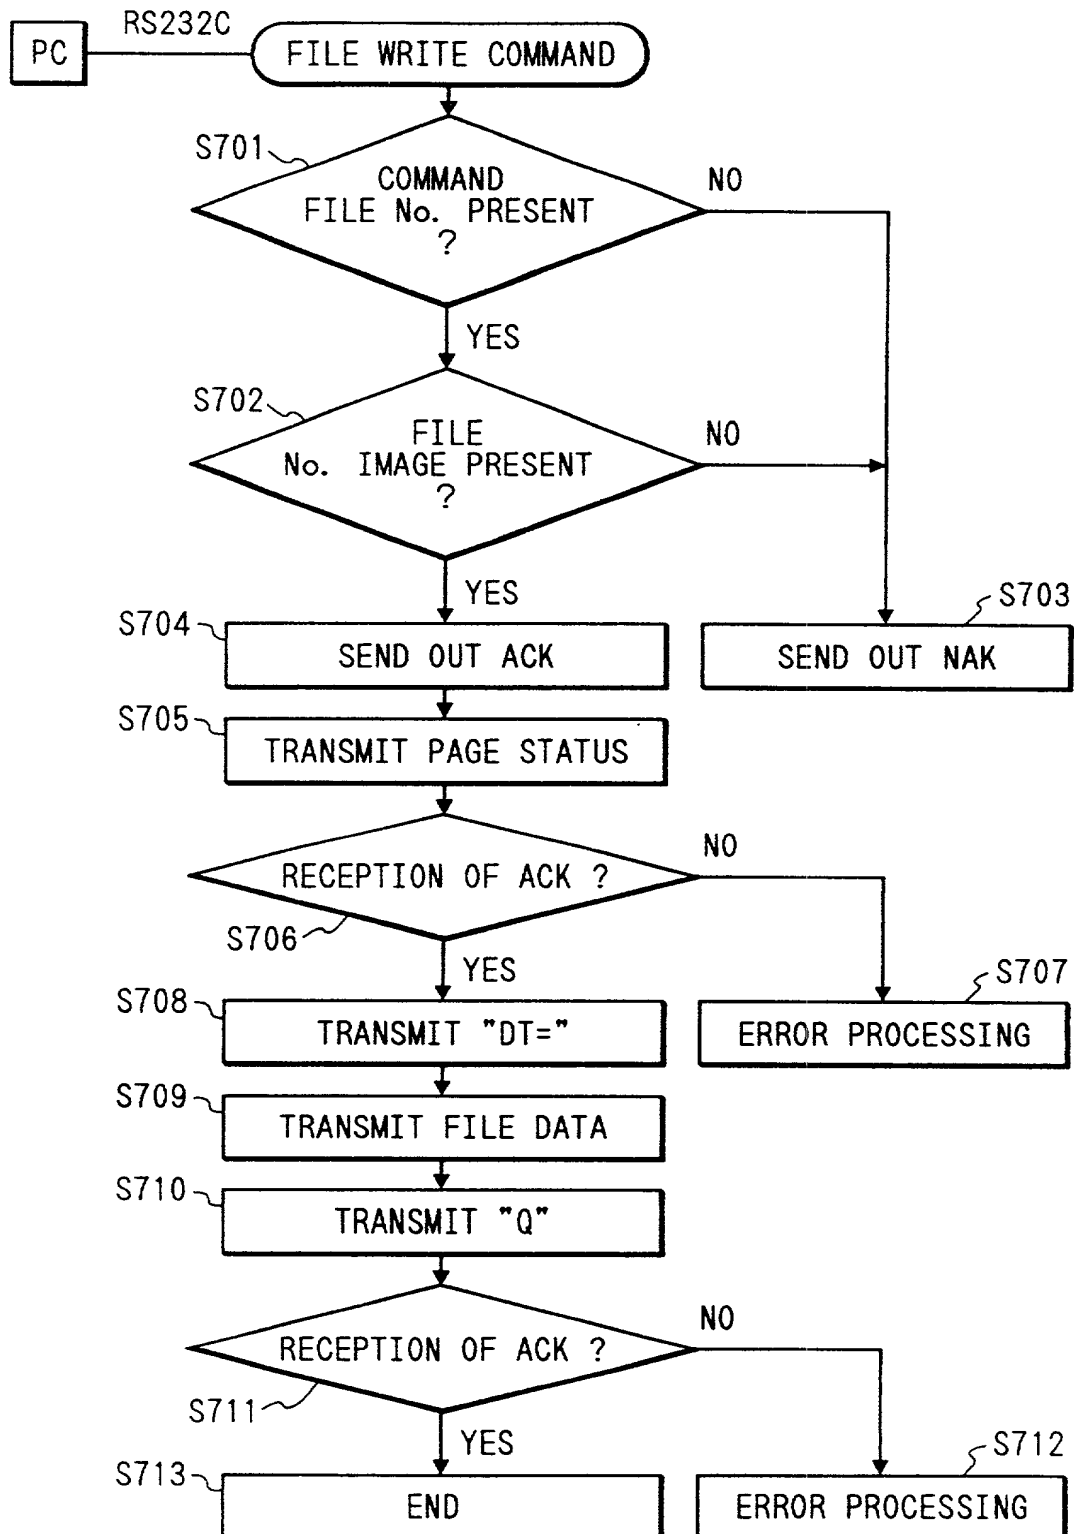 RS232C
PC
FILE WRITE COMMAND
S701
COMMAND
FILE No. PRESENT
?
NO
YES
S702
FILE
No. IMAGE PRESENT
?
NO
YES
S703
S704
SEND OUT ACK
SEND OUT NAK
S705
TRANSMIT PAGE STATUS
RECEPTION OF ACK ?
NO
S706
YES
S707
S708
TRANSMIT "DT="
ERROR PROCESSING
S709
TRANSMIT FILE DATA
S710
TRANSMIT "Q"
RECEPTION OF ACK ?
NO
S711
YES
S712
S713
END
ERROR PROCESSING